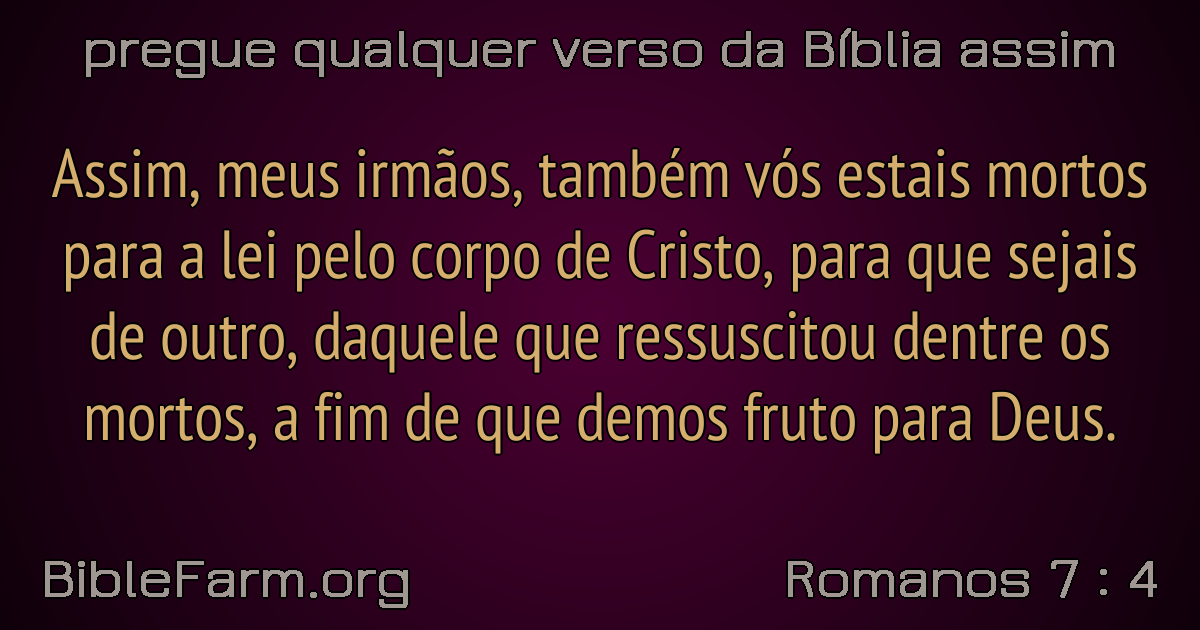 pregue qualquer verso da Bíblia assim
Assim, meus irmãos, também vós estais mortos
para a lei pelo corpo de Cristo, para que sejais
de outro, daquele que ressuscitou dentre os
mortos, a fim de que demos fruto para Deus.
BibleFarm.org
Romanos 7 : 4